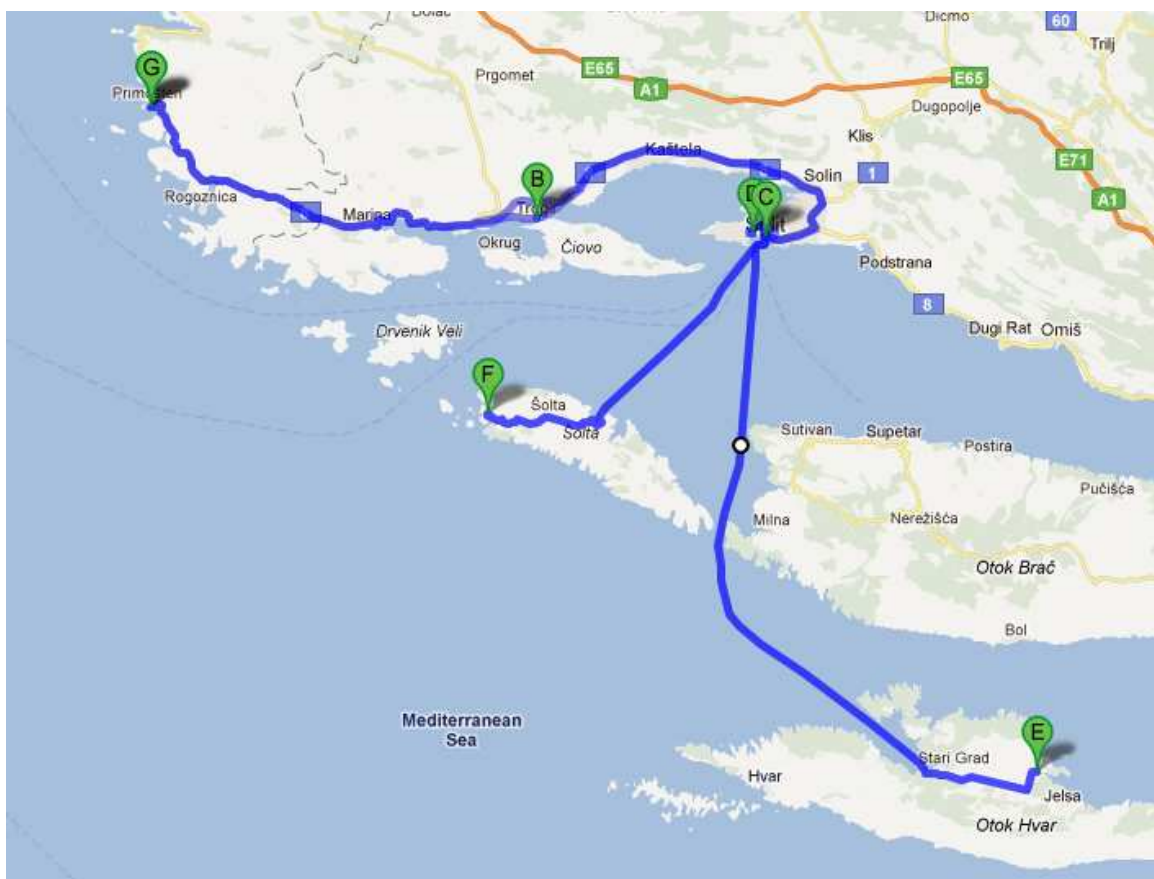 Dicmo
60
Trilj
G
E65
Prgomet
A1
E65
Primošten
Dugopolje
Klis
Kaštela
E71
B
Solin
1
A1
Rogoznica
C
Marina
Okrug
Čiovo
Podstrana
8
Drvenik Veli
Dugi Rat
Omiš
F
Šolta
Šolta
Sutivan
Supetar
Postira
Pučišća
Milna
Nerežišća
Otok Brač
Bol
Mediterranean
Sea
E
Stari Grad
Hvar
Jelsa
Otok Hvar